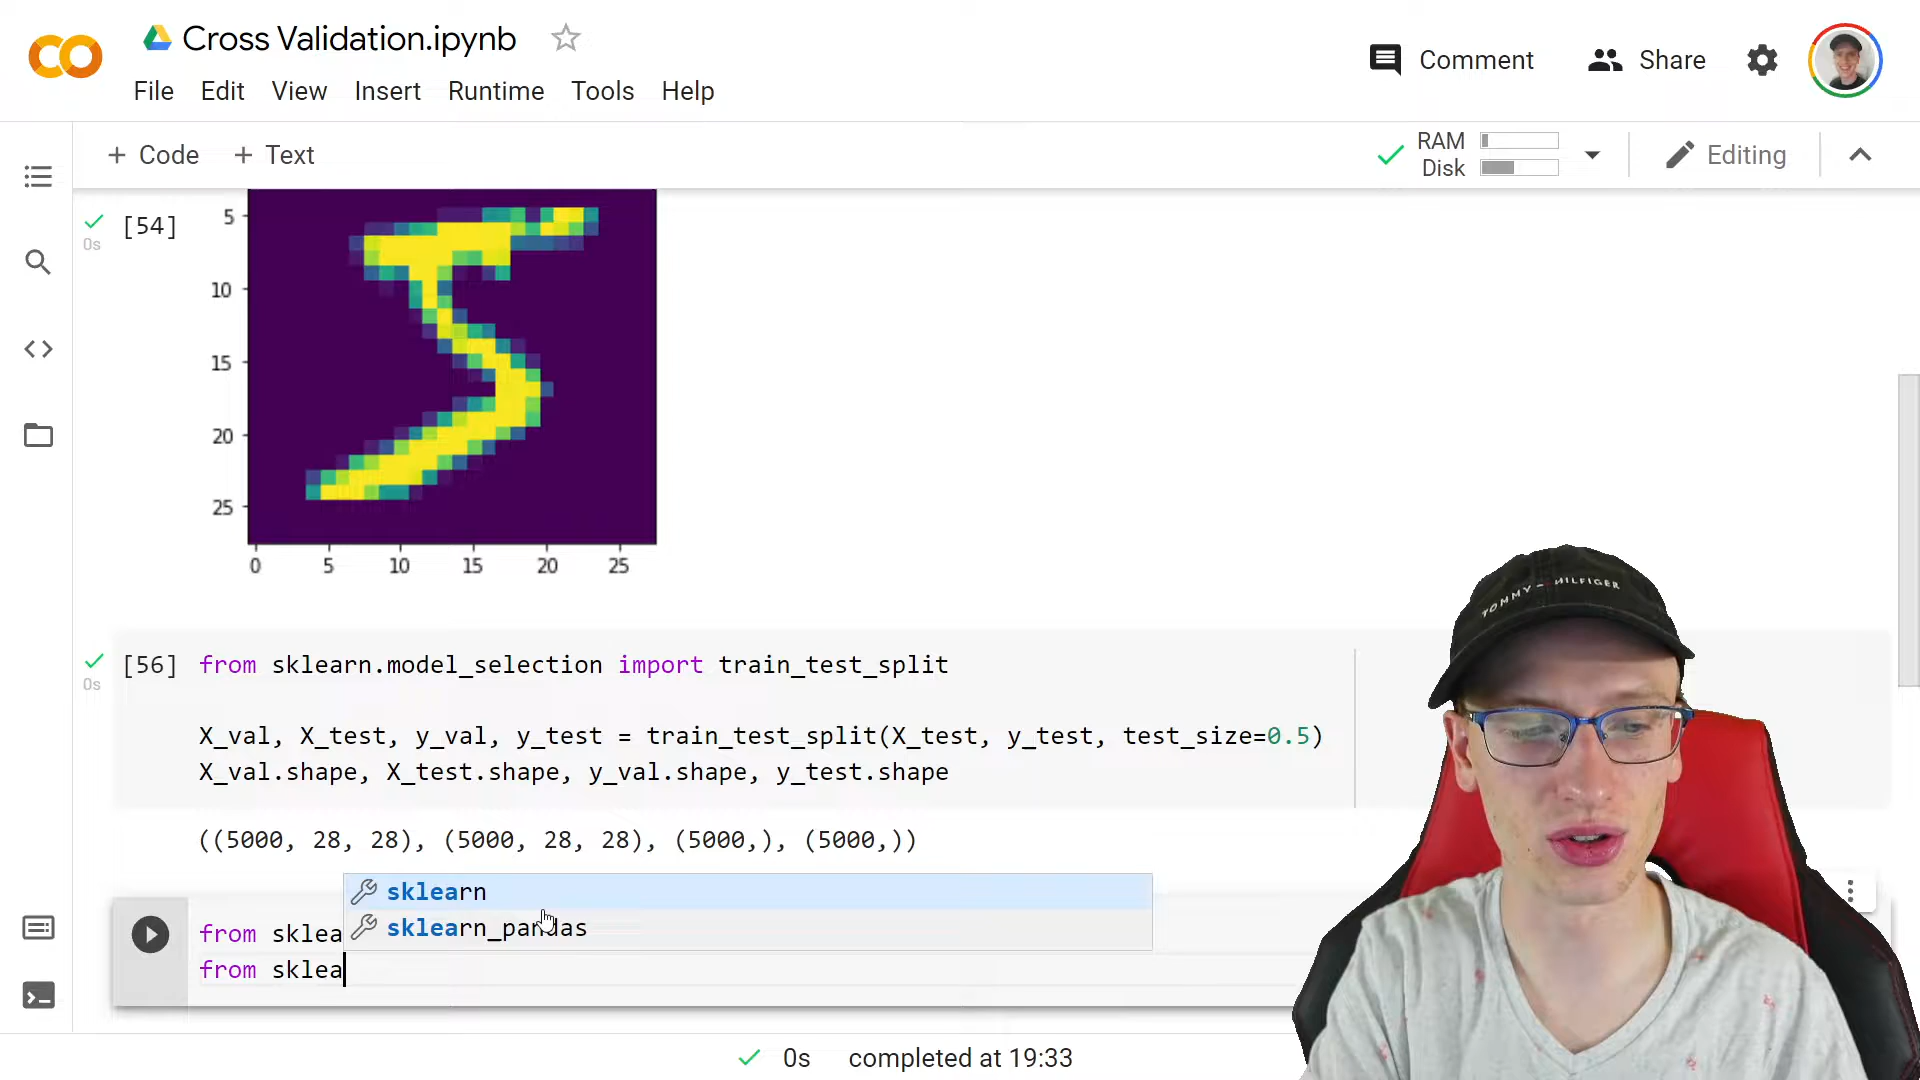 Cross Validation.ipynb
Comment
Share
File Edit View Insert Runtime Tools Help
+ Code + Text
RAM
Disk
Editing
0s
[54]
5
10
15
20
25
0 5 10 15 20 25
0s
[56]
from sklearn.model_selection import train_test_split
X_val, X_test, y_val, y_test = train_test_split(X_test, y_test, test_size=0.5)
X_val.shape, X_test.shape, y_val.shape, y_test.shape
((5000, 28, 28), (5000, 28, 28), (5000,), (5000,))
sklearn
sklearn_pandas
from sklea
from sklea
0s completed at 19:33
TOMMY HILFIGER